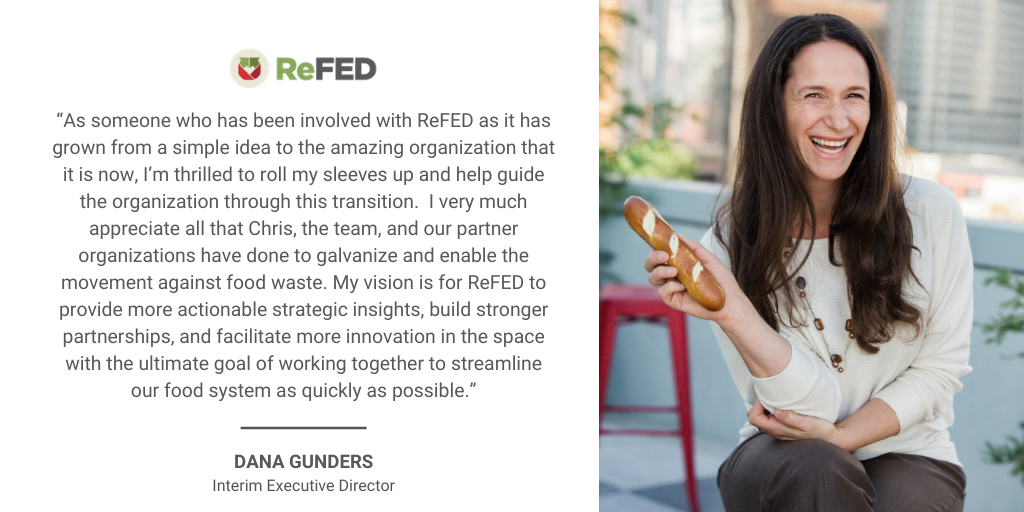 ReFED
“As someone who has been involved with ReFED as it has
grown from a simple idea to the amazing organization that
it is now, I’m thrilled to roll my sleeves up and help guide
the organization through this transition.  I very much
appreciate all that Chris, the team, and our partner
organizations have done to galvanize and enable the
movement against food waste. My vision is for ReFED to
provide more actionable strategic insights, build stronger
partnerships, and facilitate more innovation in the space
with the ultimate goal of working together to streamline
our food system as quickly as possible.”
DANA GUNDERS
Interim Executive Director